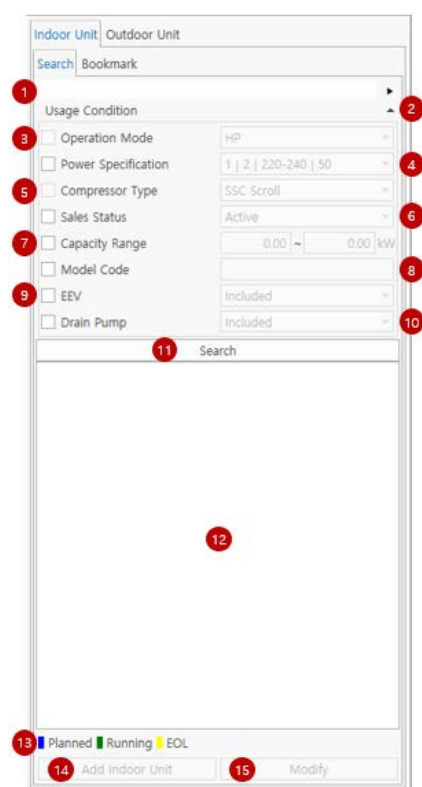 Indoor Unit Outdoor Unit
Search Bookmark
1
Usage Condition 2
3 Operation Mode HP
Power Specification 1 | 2 | 220-240 | 50 4
5 Compressor Type SSC Scroll
Sales Status Active 6
7 Capacity Range 0.00 ~ 0.00 kW
Model Code 8
9 EEV Included
Drain Pump Included 10
11 Search
12
13 Planned Running EOL
14 Add Indoor Unit 15 Modify